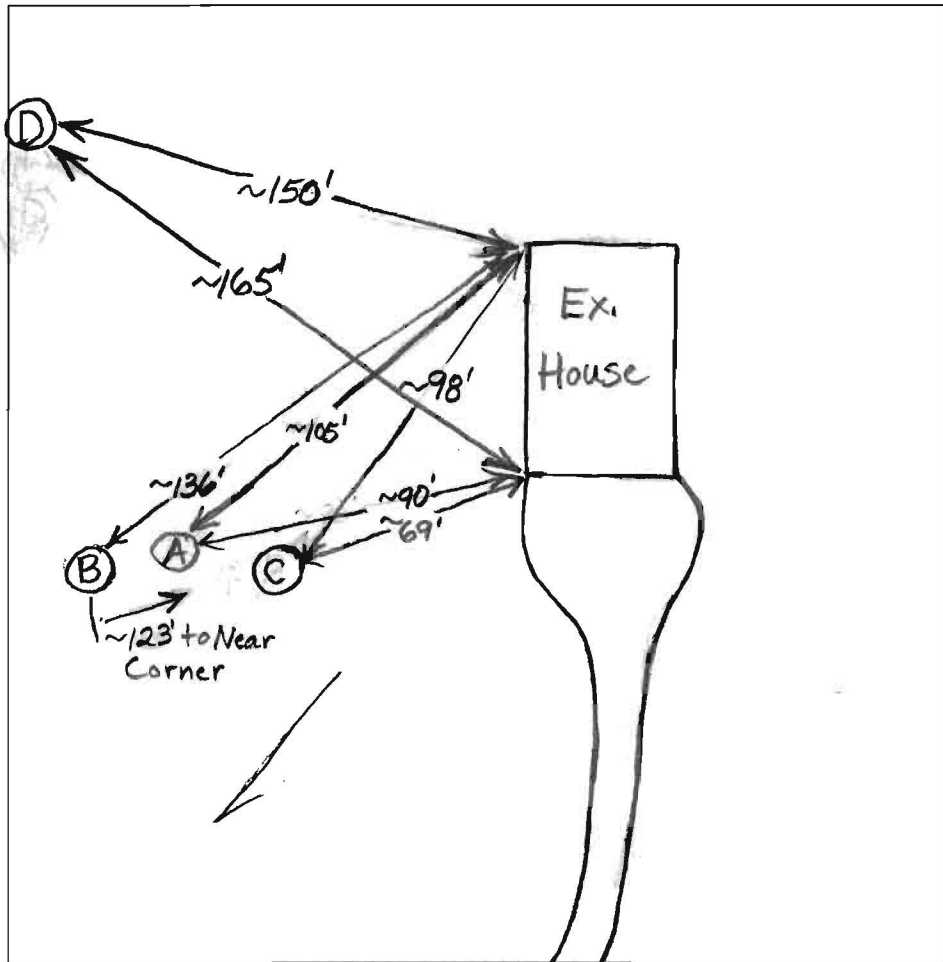 D
~150'
~165'
Ex.
House
~98'
~105'
~136'
~90'
~69'
B
A
C
~123' to Near
Corner